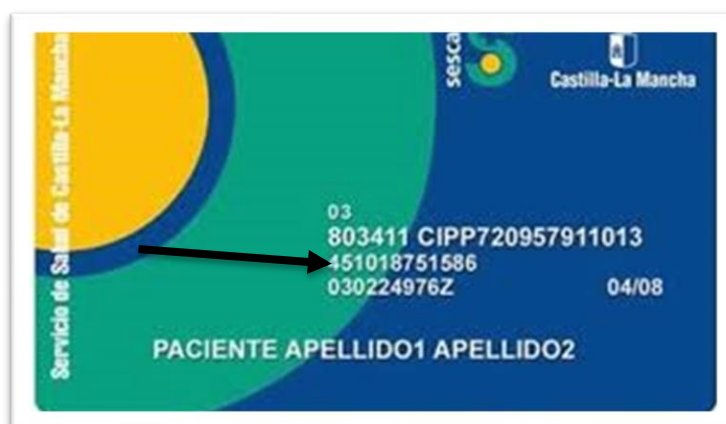 Servicio de Salud de Castilla-La Mancha
sescam
Castilla-La Mancha
03
803411 CIPP720957911013
451018751586
030224976Z 04/08
PACIENTE APELLIDO1 APELLIDO2